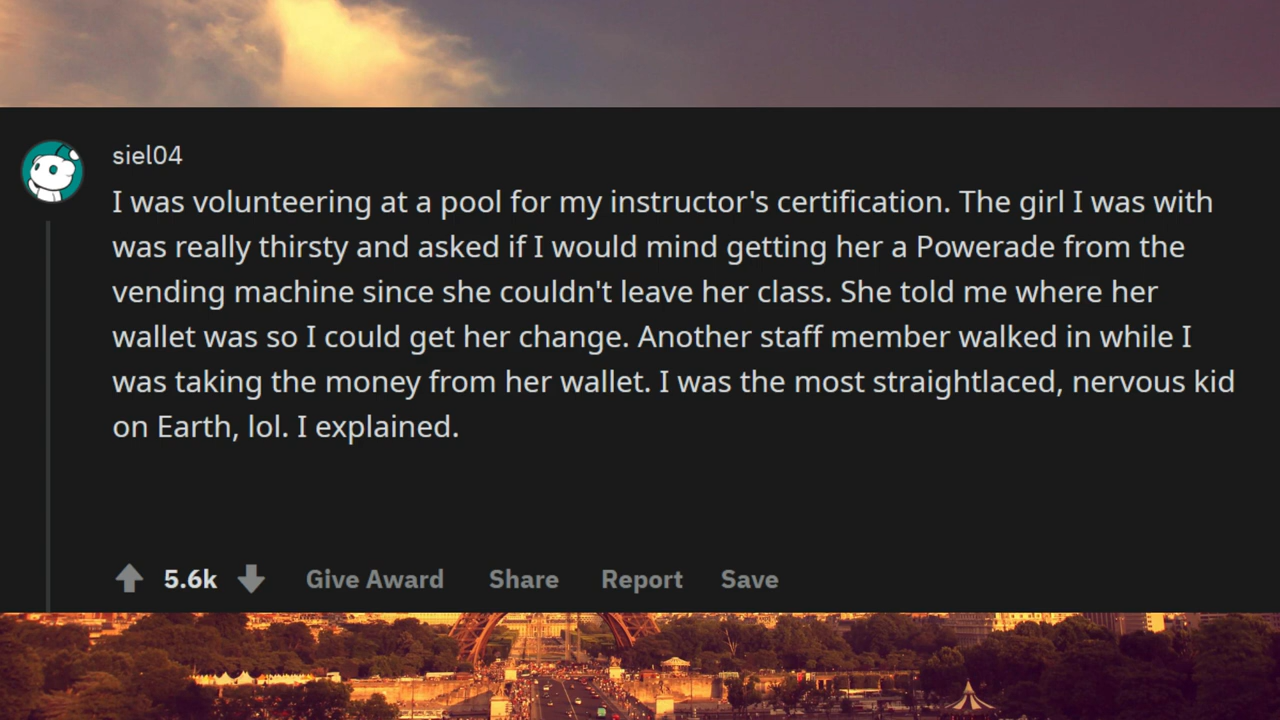 siel04
I was volunteering at a pool for my instructor's certification. The girl I was with
was really thirsty and asked if I would mind getting her a Powerade from the
vending machine since she couldn't leave her class. She told me where her
wallet was so I could get her change. Another staff member walked in while I
was taking the money from her wallet. I was the most straightlaced, nervous kid
on Earth, lol. I explained.
5.6k Give Award Share Report Save